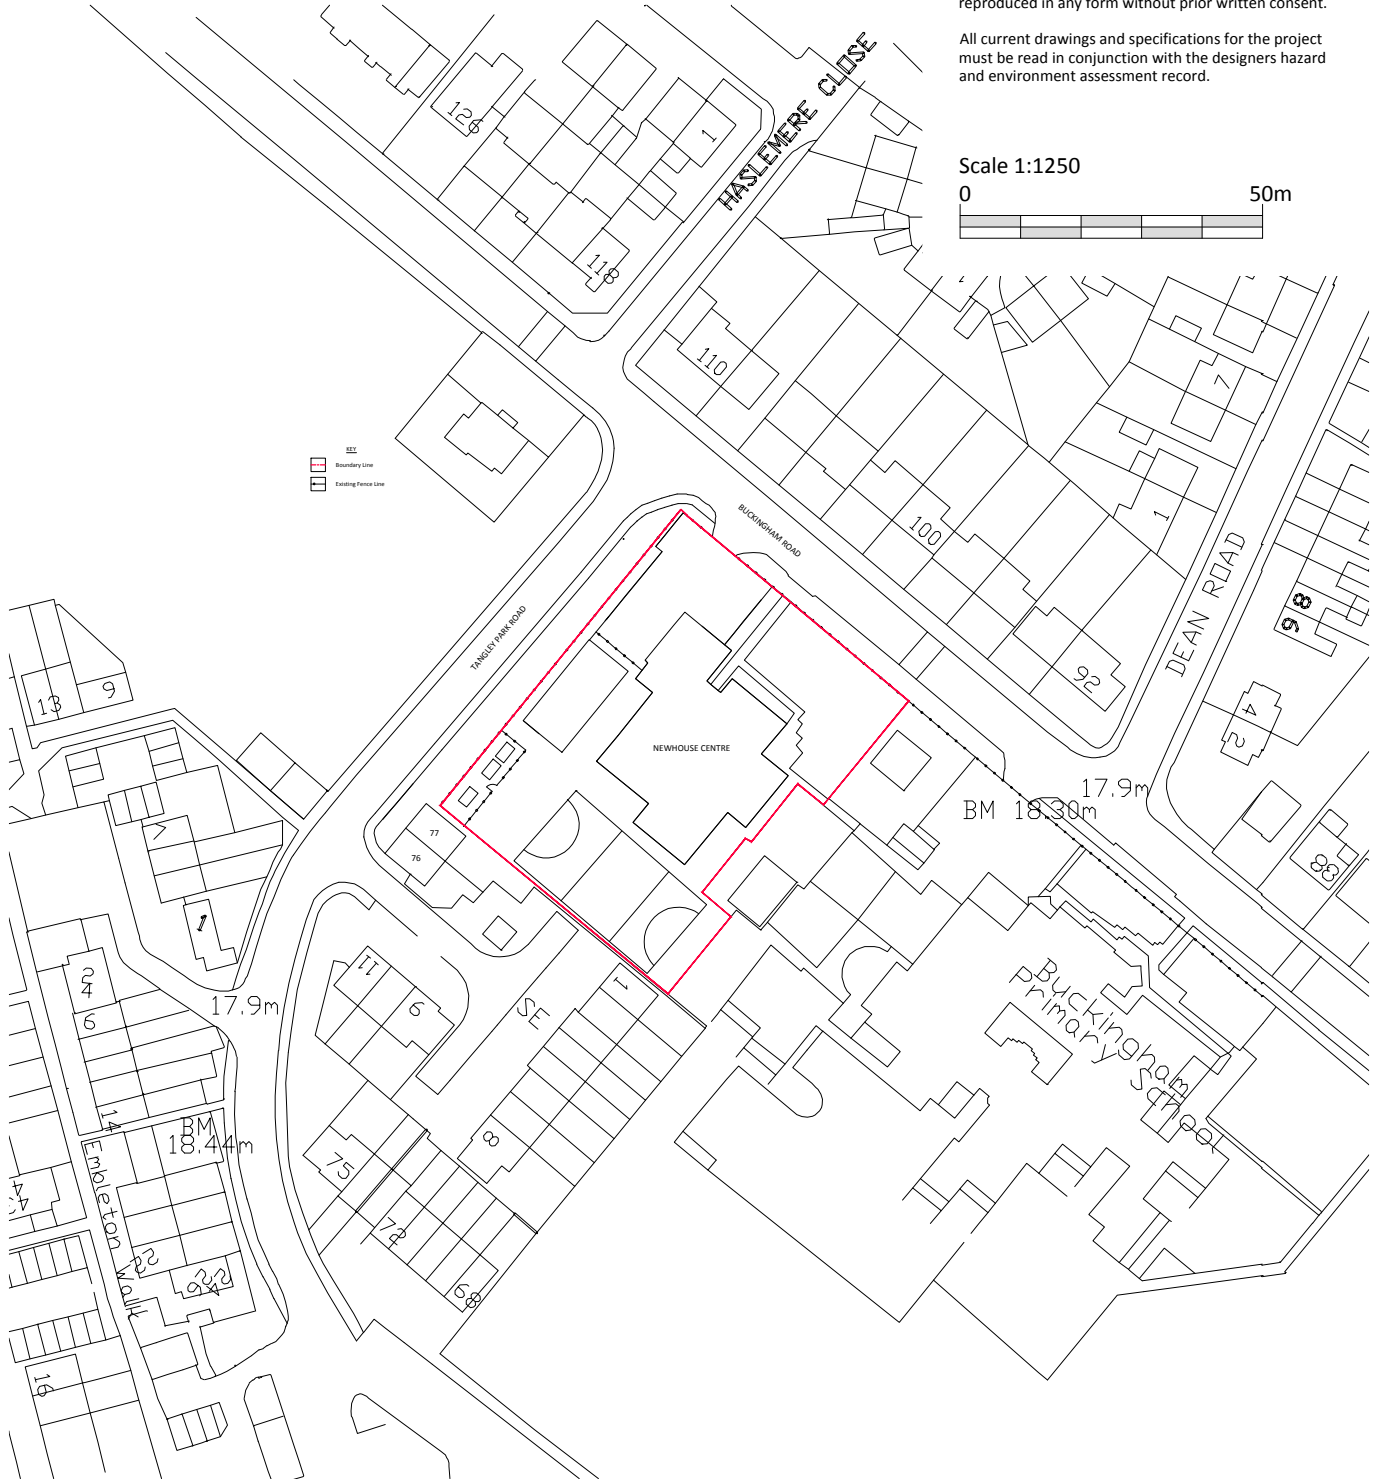 reproduced in any form without prior written consent.
All current drawings and specifications for the project
must be read in conjunction with the designers hazard
and environment assessment record.
Scale 1:1250
0 50m
HASLEMERE CLOSE
126
1
118
110
7
KEY
Boundary Line
Existing Fence Line
BUCKINGHAM ROAD
100
1
DEAN ROAD
98
TANGLEY PARK ROAD
92
13
9
4
2
NEWHOUSE CENTRE
17.9m
BM 18.30m
77
76
38
1
11
9
1
24
6
17.9m
SE
Buckingham
Primary
School
14
BM
18.44m
8
75
Embleton Walk
72
22
26
68
16